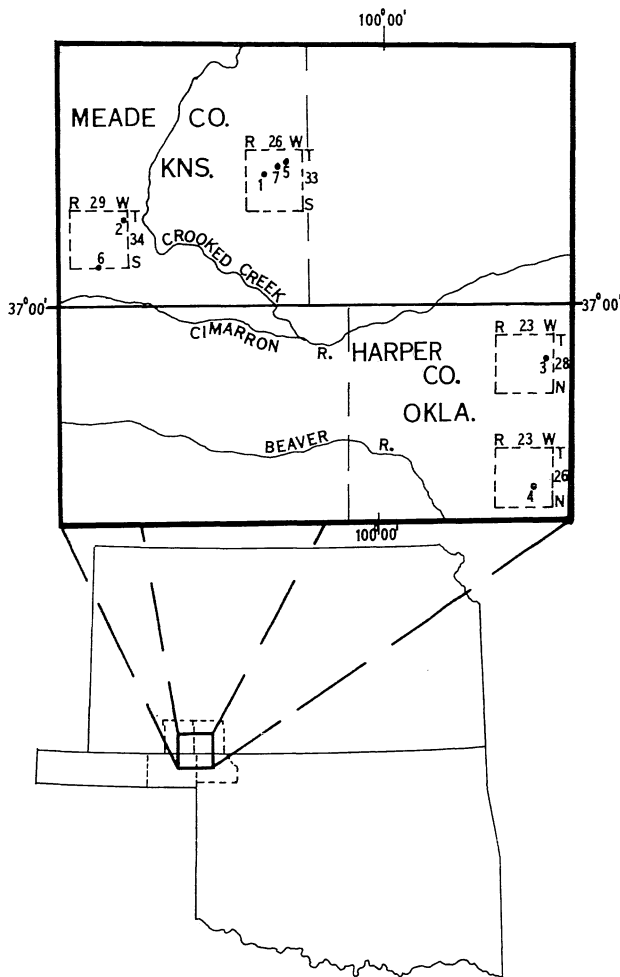 100°00'
MEADE CO.
KNS.
R 26 W
T
33
S
1
7
5
R 29 W
T
34
S
2
6
CROOKED CREEK
37°00'
37°00'
CIMARRON R.
HARPER
CO.
OKLA.
R 23 W
T
28
N
3
BEAVER R.
R 23 W
T
26
N
4
100°00'